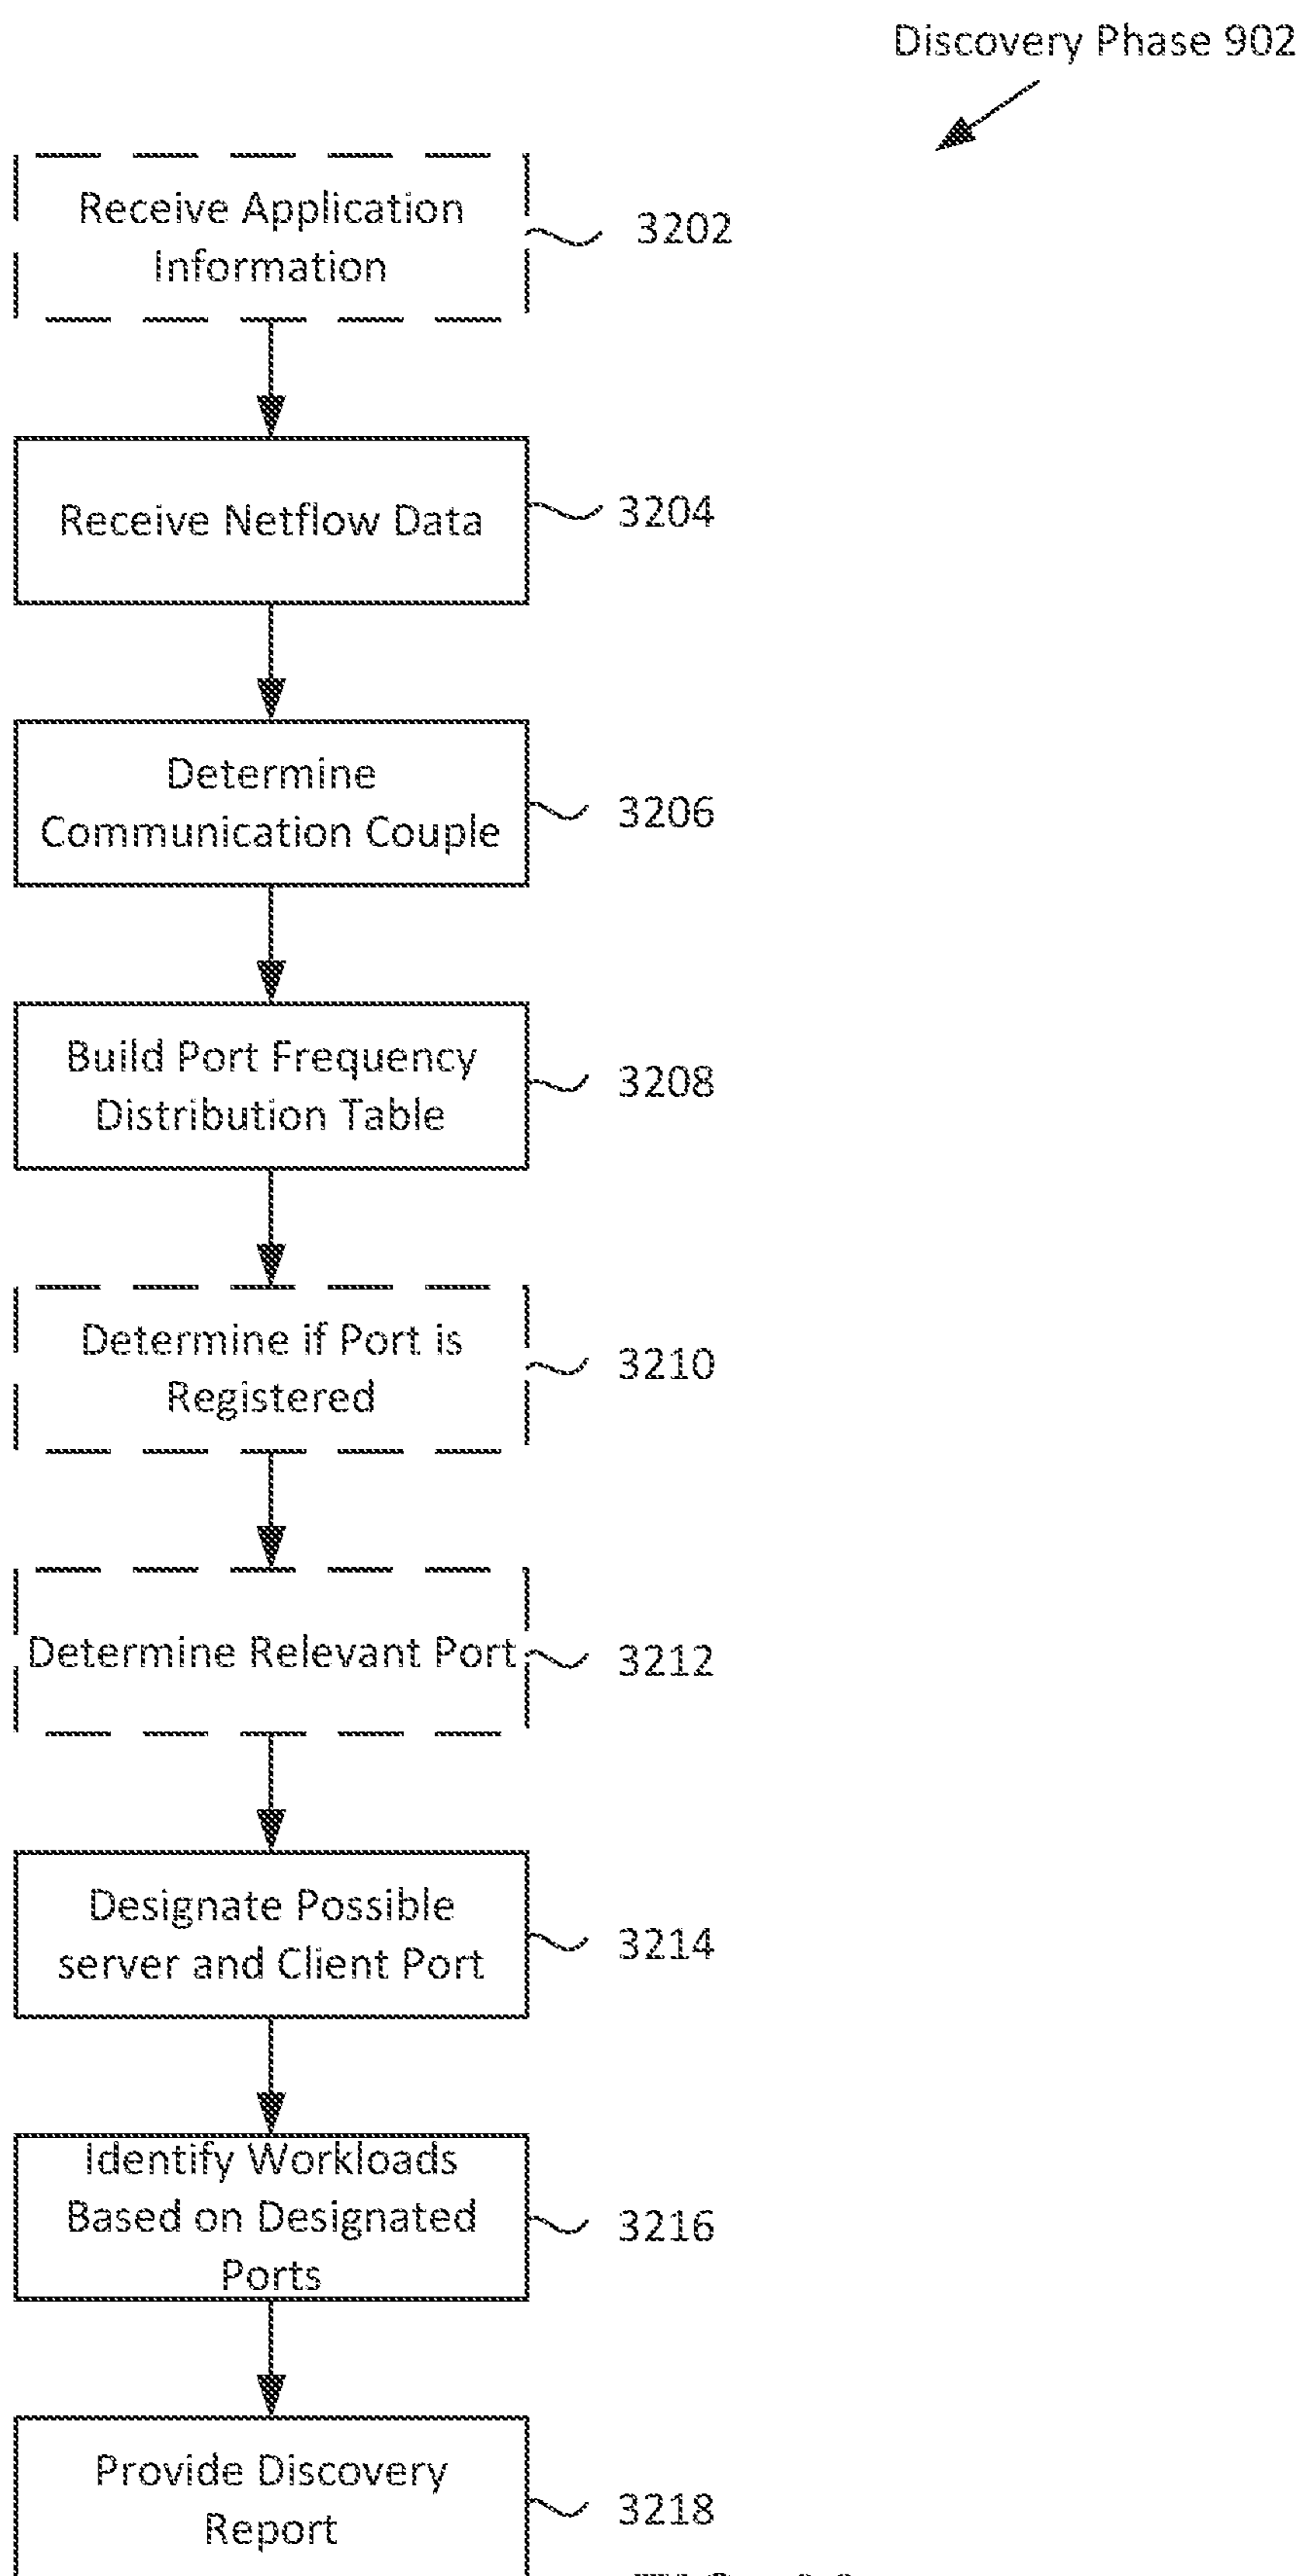 Discovery Phase 902
Receive Application
Information
3202
Receive Netflow Data
3204
Determine
Communication Couple
3206
Build Port Frequency
Distribution Table
3208
Determine if Port is
Registered
3210
Determine Relevant Port
3212
Designate Possible
server and Client Port
3214
Identify Workloads
Based on Designated
Ports
3216
Provide Discovery
Report
3218